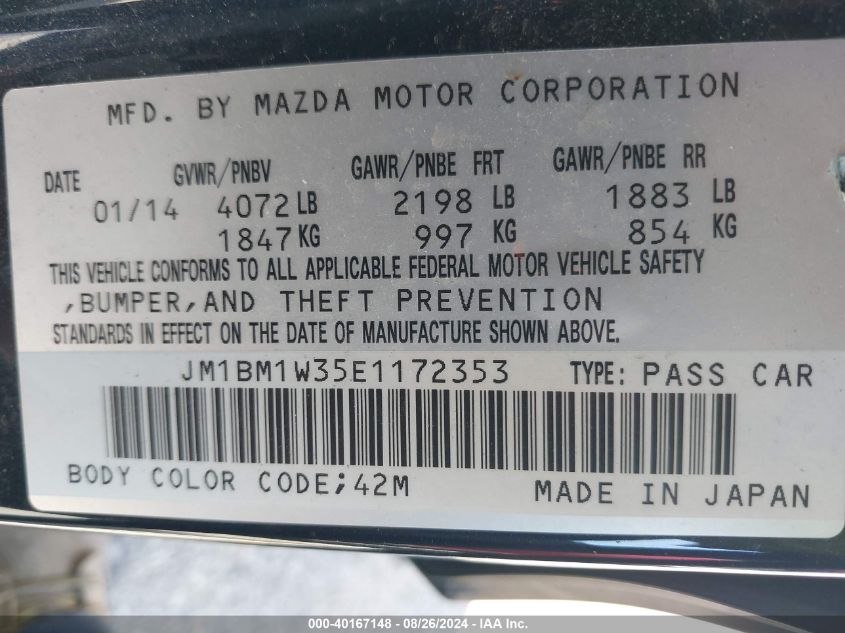 MFD. BY MAZDA MOTOR CORPORATION
DATE GVWR/PNBV GAWR/PNBE FRT GAWR/PNBE RR
01/14 4072 LB 2198 LB 1883 LB
1847 KG 997 KG 854 KG
THIS VEHICLE CONFORMS TO ALL APPLICABLE FEDERAL MOTOR VEHICLE SAFETY
,BUMPER,AND THEFT PREVENTION
STANDARDS IN EFFECT ON THE DATE OF MANUFACTURE SHOWN ABOVE.
JM1BM1W35E1172353 TYPE: PASS CAR
BODY COLOR CODE;42M MADE IN JAPAN
000-40167148 - 08/26/2024 - IAA Inc.